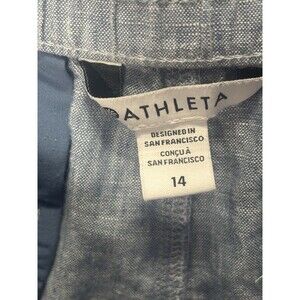 ATHLETA
DESIGNED IN
SAN FRANCISCO
CONÇU À
SAN FRANCISCO
14